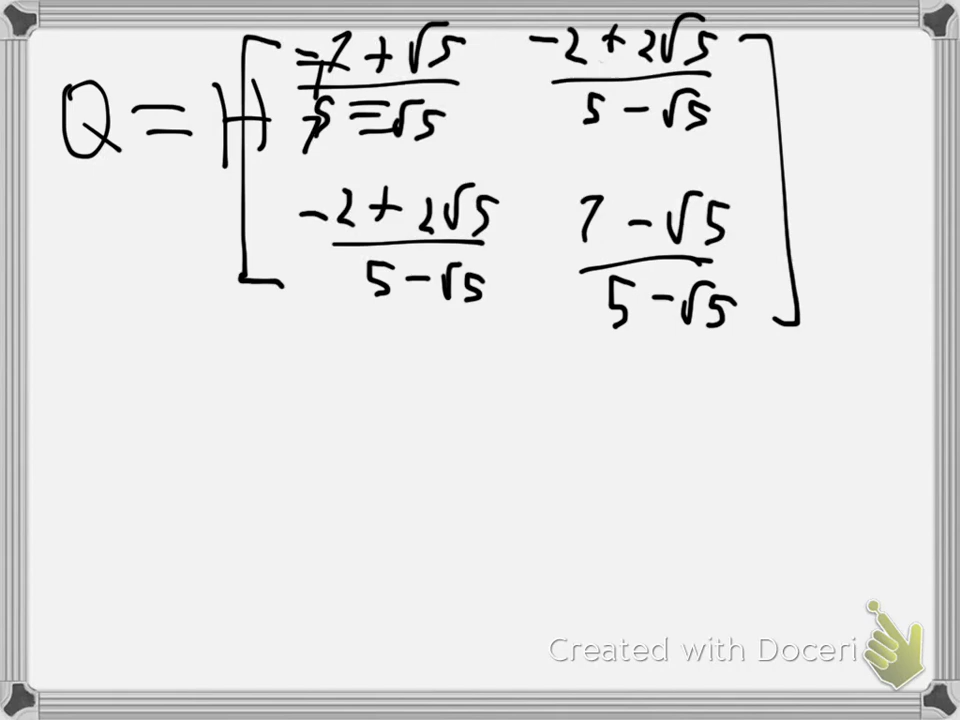 Q = H [ -7 + √5 / 5 - √5   -2 + 2√5 / 5 - √5
-2 + 2√5 / 5 - √5   7 - √5 / 5 - √5 ]
Created with Doceri